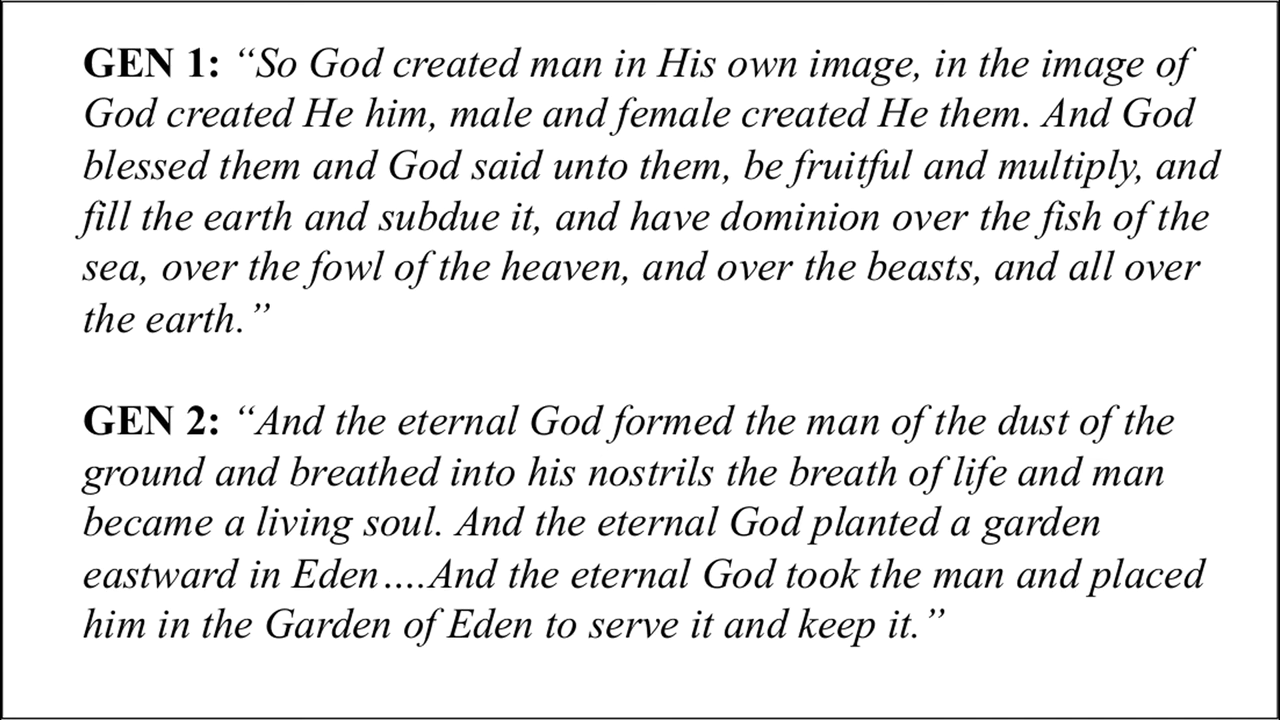 GEN 1: “So God created man in His own image, in the image of
God created He him, male and female created He them. And God
blessed them and God said unto them, be fruitful and multiply, and
fill the earth and subdue it, and have dominion over the fish of the
sea, over the fowl of the heaven, and over the beasts, and all over
the earth.”
GEN 2: “And the eternal God formed the man of the dust of the
ground and breathed into his nostrils the breath of life and man
became a living soul. And the eternal God planted a garden
eastward in Eden....And the eternal God took the man and placed
him in the Garden of Eden to serve it and keep it.”